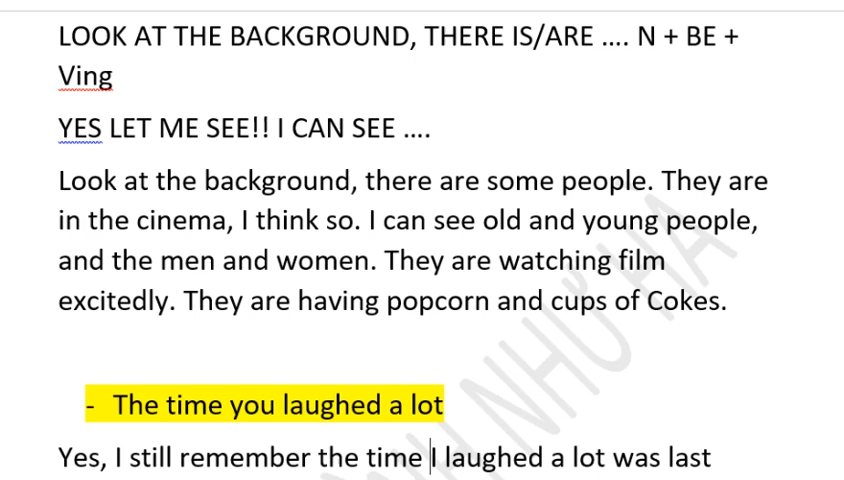 LOOK AT THE BACKGROUND, THERE IS/ARE .... N + BE +
Ving
YES LET ME SEE!! I CAN SEE ....
Look at the background, there are some people. They are
in the cinema, I think so. I can see old and young people,
and the men and women. They are watching film
excitedly. They are having popcorn and cups of Cokes.
- The time you laughed a lot
Yes, I still remember the time I laughed a lot was last